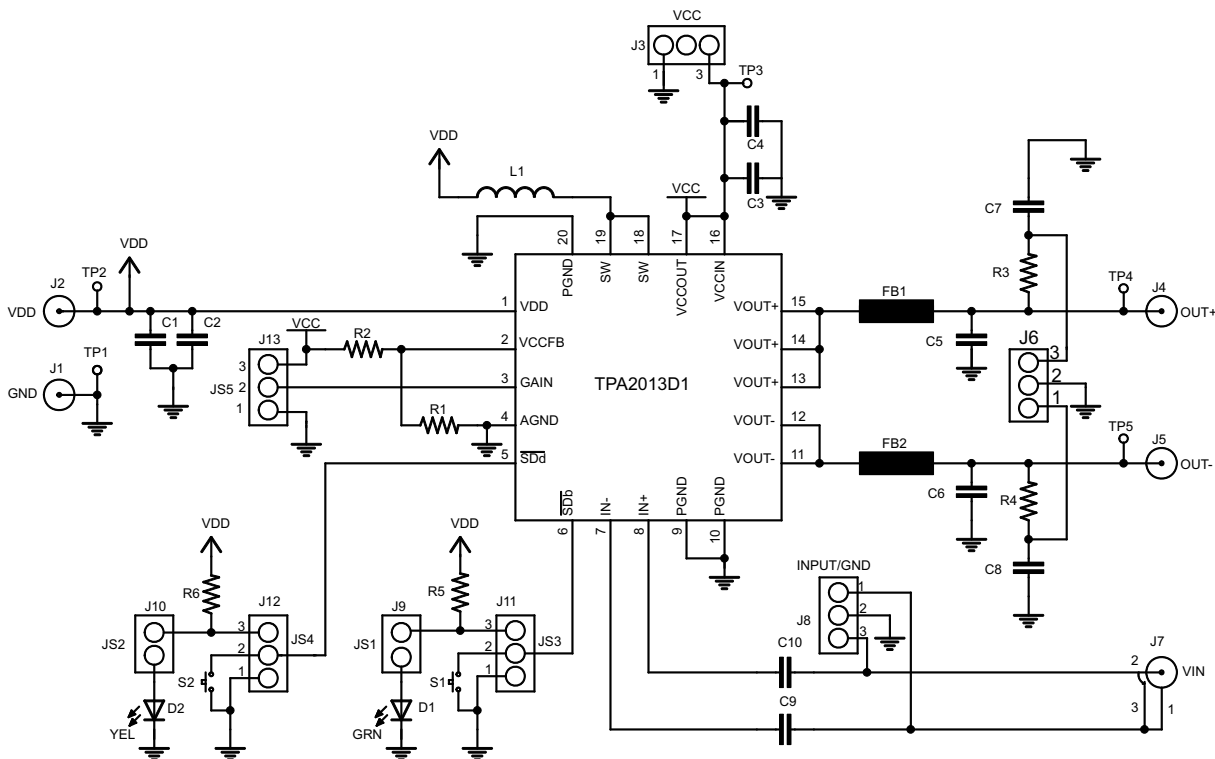 VCC
J3
1
3
TP3
C4
VDD
L1
C3
C7
VCC
20
19
18
17
16
PGND
SW
SW
VCCOUT
VCCIN
R3
VDD
TP2
J2
VDD
1
VDD
VOUT+
15
FB1
TP4
J4
OUT+
C1
C2
J13
VCC
R2
C5
2
VCCFB
VOUT+
14
J6
TP1
J1
GND
3
JS5
2
1
3
GAIN
TPA2013D1
VOUT+
13
3
2
1
R1
4
AGND
VOUT-
12
5
SDd
VOUT-
11
FB2
TP5
J5
OUT-
SDb
IN-
IN+
PGND
PGND
6
7
8
9
10
C6
R4
VDD
VDD
INPUT/GND
C8
R6
R5
J8
1
2
3
J10
J12
J9
J11
JS2
3
JS4
2
1
JS1
3
JS3
2
1
C10
J7
2
VIN
S2
S1
D2
YEL
D1
GRN
C9
3
1